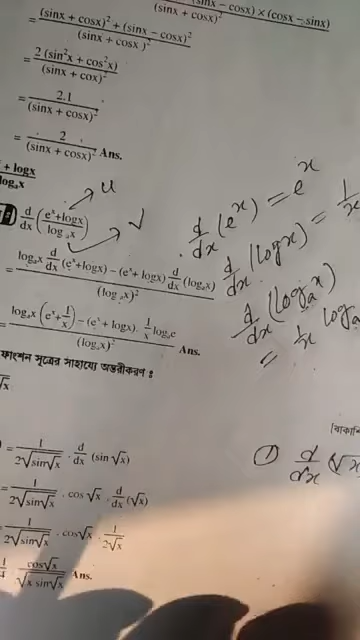 (sinx − cosx) × (cosx − sinx)
(sinx + cosx)²
= (sinx + cosx)² + (sinx − cosx)² / (sinx + cosx)²
= 2 (sin²x + cos²x) / (sinx + cox)²
= 2.1 / (sinx + cosx)²
= 2 / (sinx + cosx)² Ans.
+ logx
logₐx
u
d/dx (eˣ+logx / logₐx)
v
= logₐx d/dx (eˣ+logx) − (eˣ+logx) d/dx (logₐx) / (logₐx)²
= logₐx (eˣ+1/x) − (eˣ+logx). 1/x logₐe / (logₐx)² Ans.
d/dx (eˣ) = eˣ
d/dx (logx) = 1/x
d/dx (logₐx)
= 1/x logₐ
ফাংশন সূত্রের সাহায্যে অন্তরীকরণ :
√x
= 1 / 2√sin√x . d/dx (sin √x)
= 1 / 2√sin√x . cos √x . d/dx (√x)
= 1 / 2√sin√x . cos√x . 1 / 2√x
1/4 cos√x / √x sin√x Ans.
① d/dx (√x